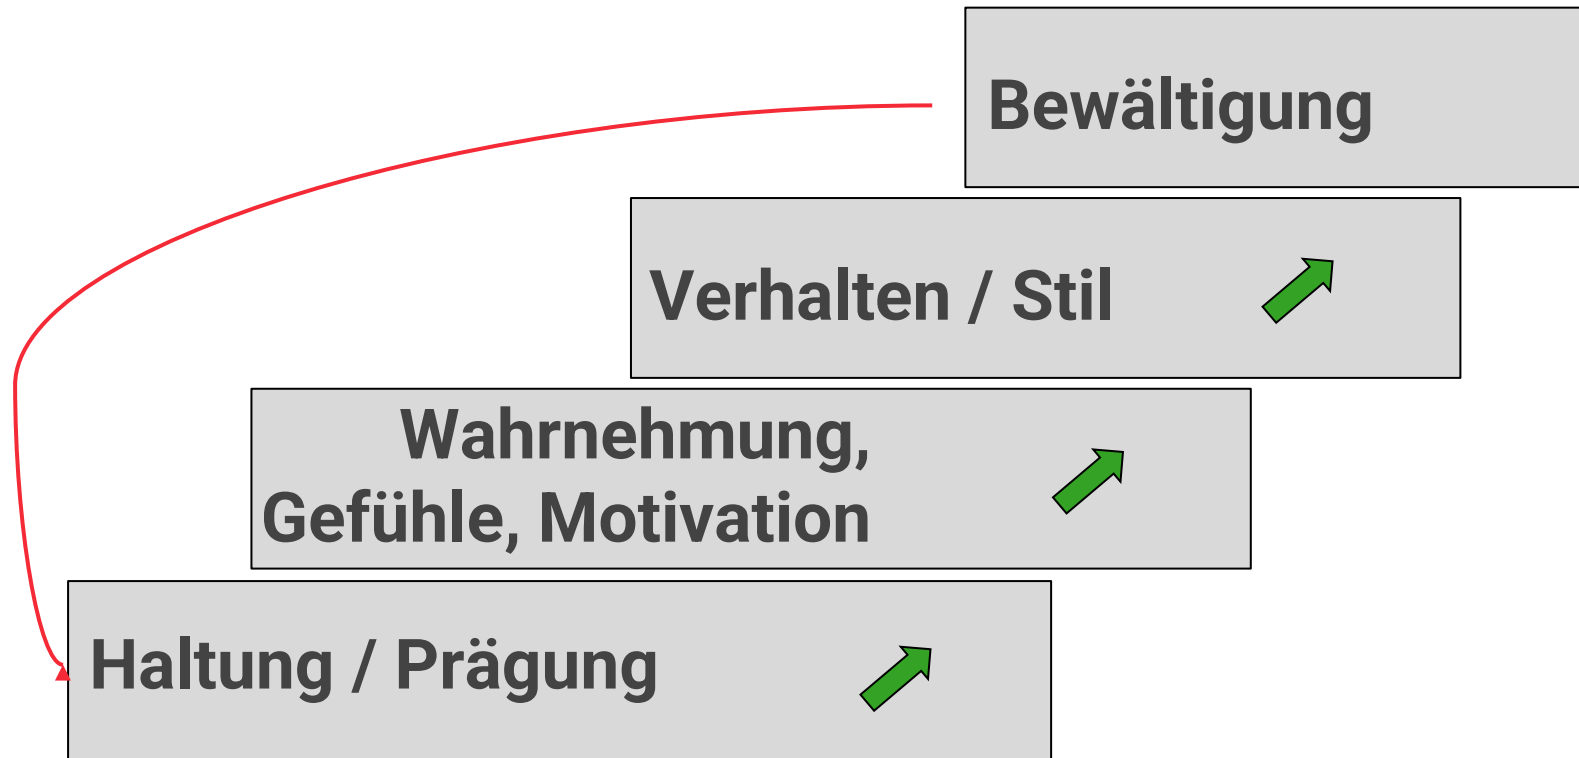 Bewältigung
Verhalten / Stil
Wahrnehmung,
Gefühle, Motivation
Haltung / Prägung